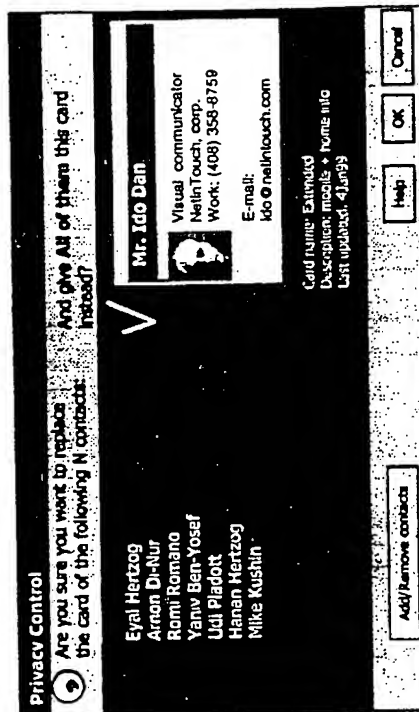 Privacy Control
Are you sure you want to replace
the card of the following N contacts:
And give All of them this card
instead?
Eyal Hertzog
Arnon Di-Nur
Romi Romano
Yaniv Ben-Yosef
Udi Pladott
Hanan Hertzog
Mike Kushin
Mr. Ido Dan
Visual communicator
NetInTouch, corp.
Work: (408) 358-8759
E-mail:
ido@netintouch.com
Card name: Extended
Description: mobile + home info
Last updated: 4Jan99
Add/Remove contacts
Help
OK
Cancel